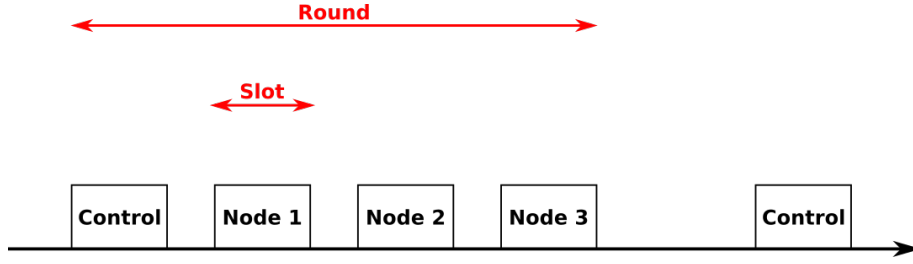 Round
Slot
Control
Node 1
Node 2
Node 3
Control